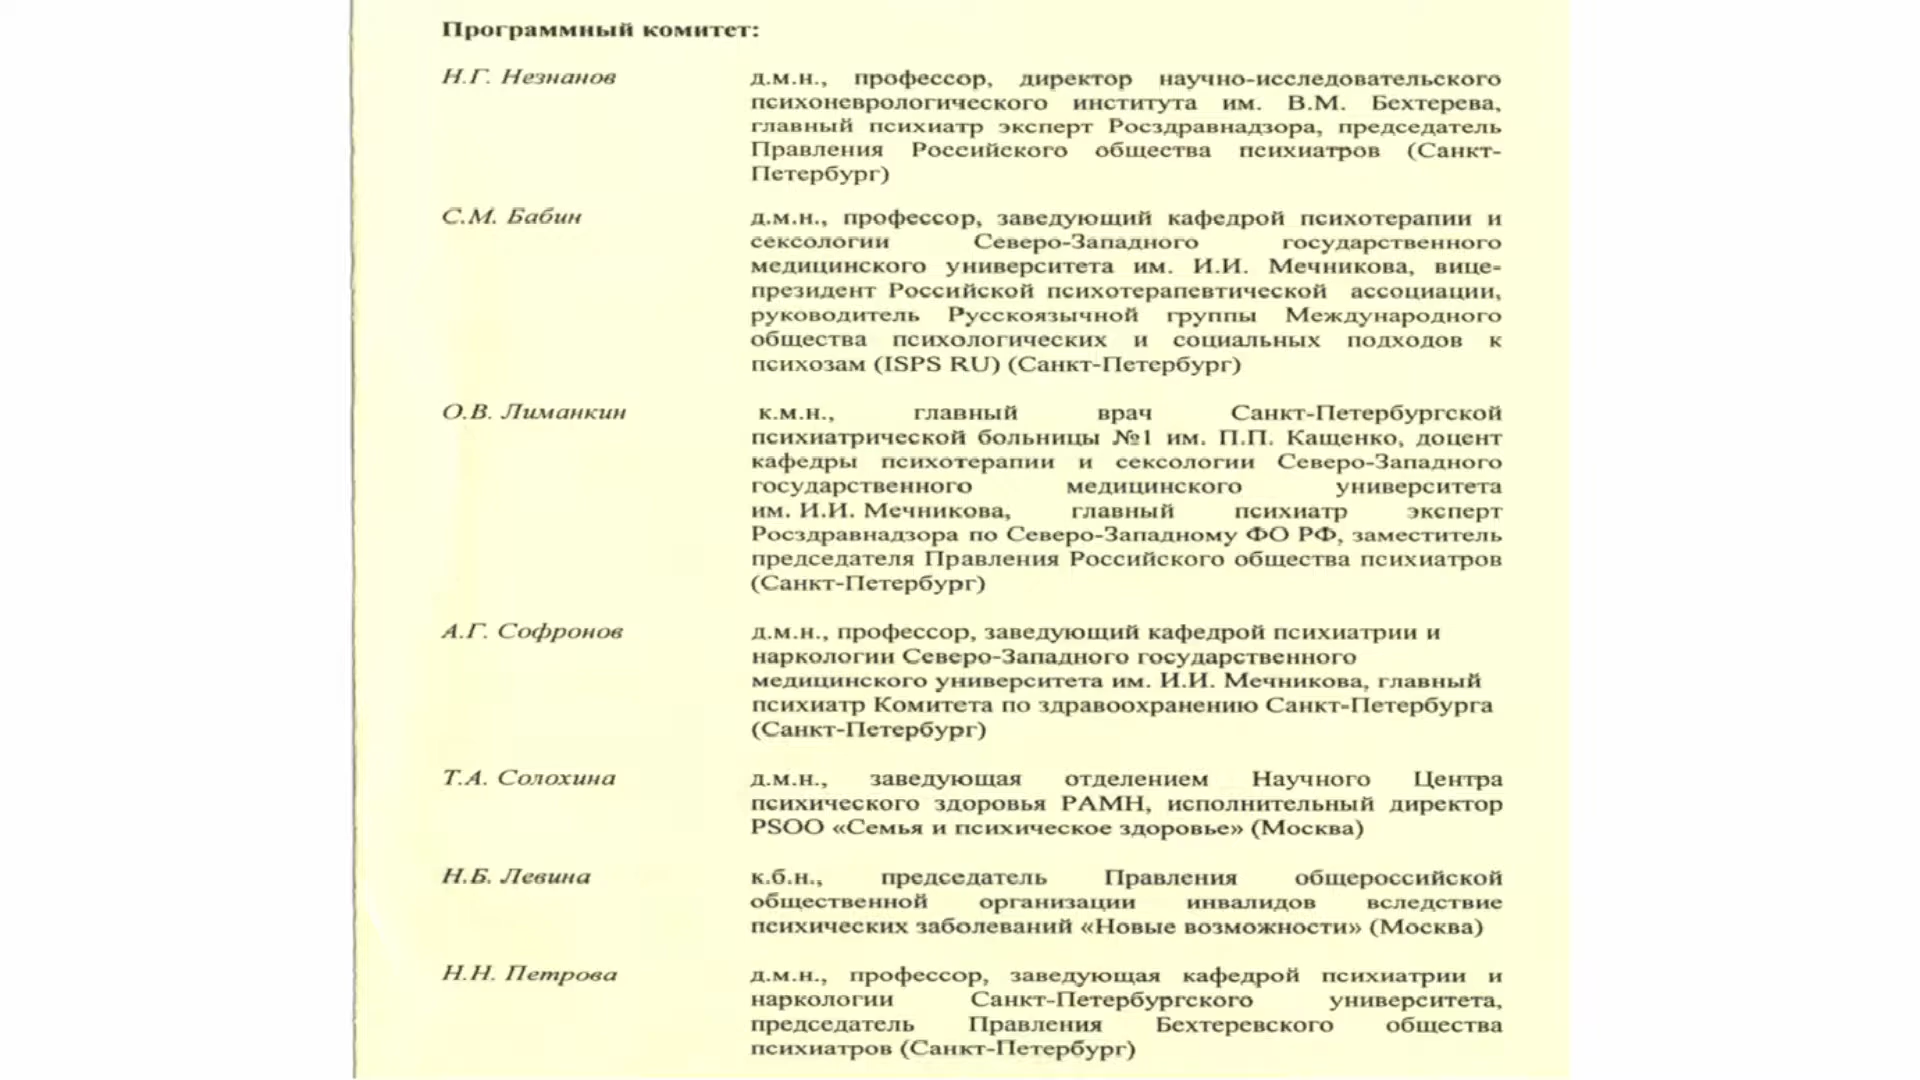 Программный комитет:
Н.Г. Незнанов
д.м.н., профессор, директор научно-исследовательского
психоневрологического института им. В.М. Бехтерева,
главный психиатр эксперт Росздравнадзора, председатель
Правления Российского общества психиатров (Санкт-
Петербург)
С.М. Бабин
д.м.н., профессор, заведующий кафедрой психотерапии и
сексологии Северо-Западного государственного
медицинского университета им. И.И. Мечникова, вице-
президент Российской психотерапевтической ассоциации,
руководитель Русскоязычной группы Международного
общества психологических и социальных подходов к
психозам (ISPS RU) (Санкт-Петербург)
О.В. Лиманкин
к.м.н., главный врач Санкт-Петербургской
психиатрической больницы №1 им. П.П. Кащенко, доцент
кафедры психотерапии и сексологии Северо-Западного
государственного медицинского университета
им. И.И. Мечникова, главный психиатр эксперт
Росздравнадзора по Северо-Западному ФО РФ, заместитель
председателя Правления Российского общества психиатров
(Санкт-Петербург)
А.Г. Софронов
д.м.н., профессор, заведующий кафедрой психиатрии и
наркологии Северо-Западного государственного
медицинского университета им. И.И. Мечникова, главный
психиатр Комитета по здравоохранению Санкт-Петербурга
(Санкт-Петербург)
Т.А. Солохина
д.м.н., заведующая отделением Научного Центра
психического здоровья РАМН, исполнительный директор
PSOO «Семья и психическое здоровье» (Москва)
Н.Б. Левина
к.б.н., председатель Правления общероссийской
общественной организации инвалидов вследствие
психических заболеваний «Новые возможности» (Москва)
Н.Н. Петрова
д.м.н., профессор, заведующая кафедрой психиатрии и
наркологии Санкт-Петербургского университета,
председатель Правления Бехтеревского общества
психиатров (Санкт-Петербург)